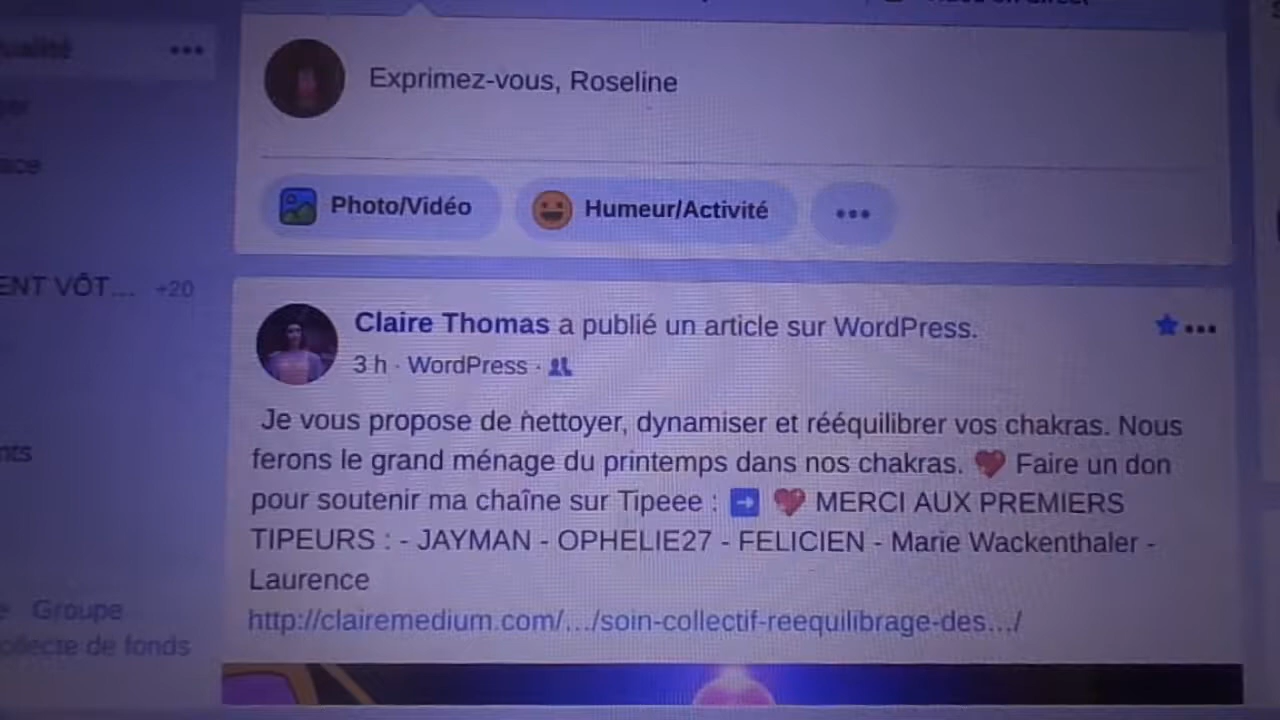 Exprimez-vous, Roseline
Photo/Vidéo
Humeur/Activité
ENT VÔT... +20
Claire Thomas a publié un article sur WordPress.
3 h · WordPress ·
Je vous propose de nettoyer, dynamiser et rééquilibrer vos chakras. Nous
ferons le grand ménage du printemps dans nos chakras. 💖 Faire un don
pour soutenir ma chaîne sur Tipeee : ➡️ 💖 MERCI AUX PREMIERS
TIPEURS : - JAYMAN - OPHELIE27 - FELICIEN - Marie Wackenthaler -
Laurence
http://clairemedium.com/…/soin-collectif-reequilibrage-des…/
Groupe
collecte de fonds